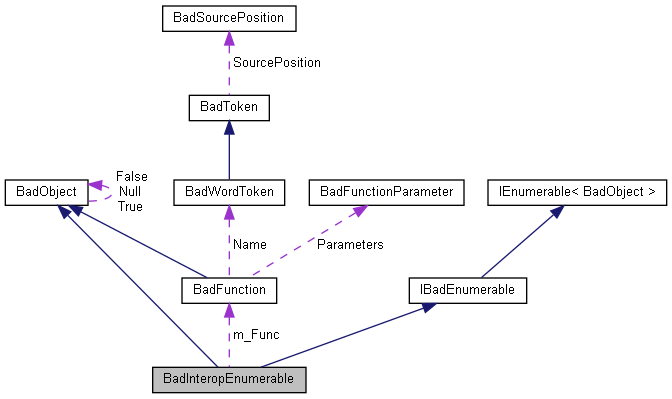 BadSourcePosition
SourcePosition
BadToken
BadObject
False
Null
True
BadWordToken
BadFunctionParameter
IEnumerable< BadObject >
Name
Parameters
BadFunction
IBadEnumerable
m_Func
BadInteropEnumerable